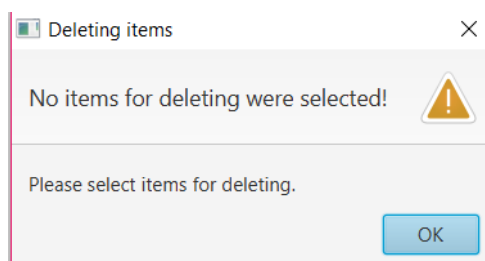 Deleting items
No items for deleting were selected!
Please select items for deleting.
OK